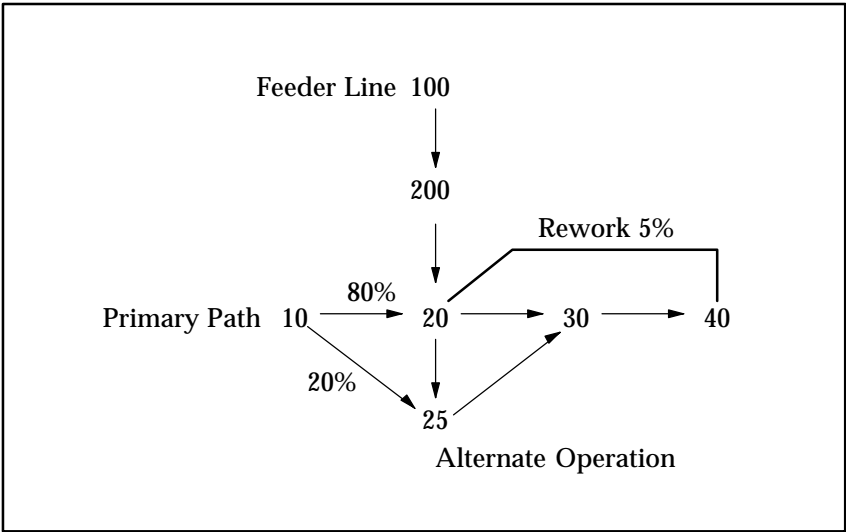 Feeder Line 100
200
Rework 5%
80%
Primary Path 10 20 30 40
20%
25
Alternate Operation